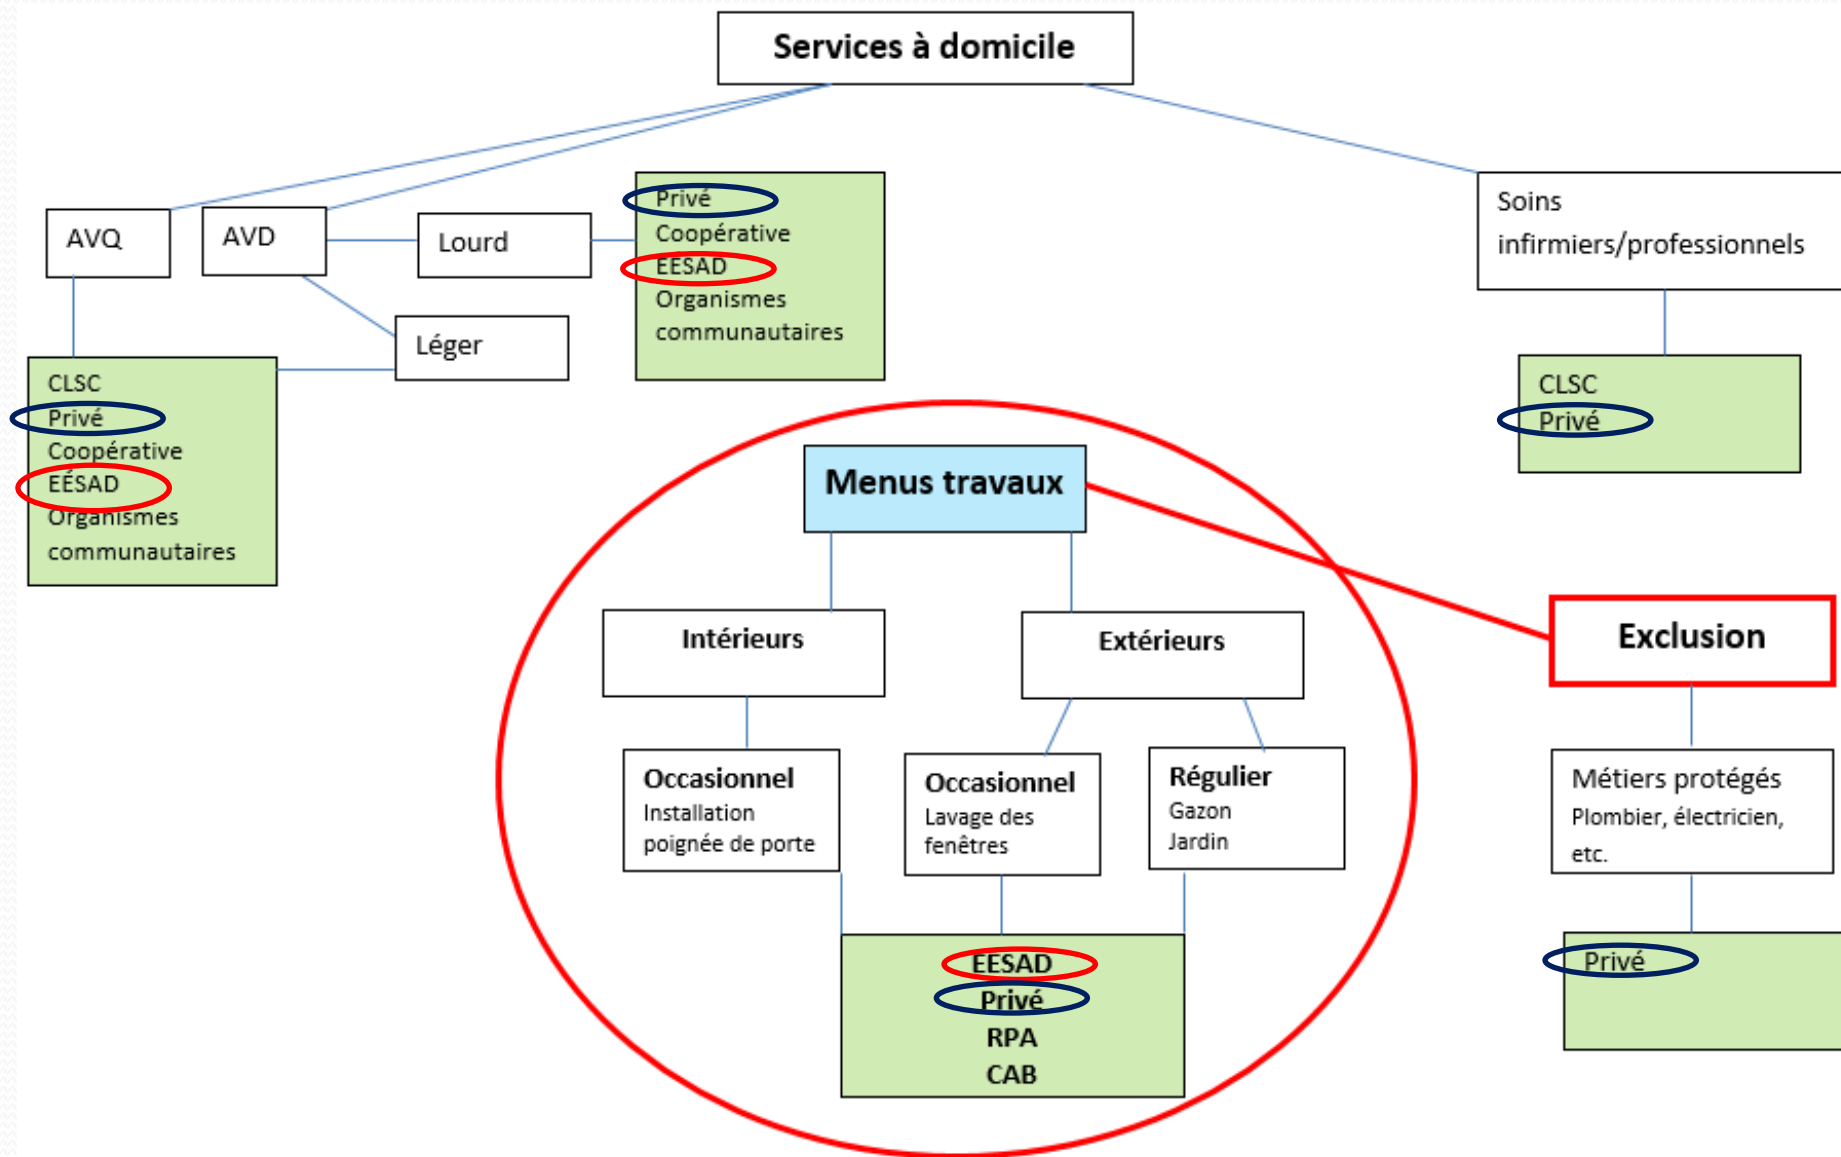 Services à domicile
AVQ
AVD
Lourd
Privé
Coopérative
EESAD
Organismes
communautaires
Soins
infirmiers/professionnels
Léger
CLSC
Privé
Coopérative
EÉSAD
Organismes
communautaires
CLSC
Privé
Menus travaux
Intérieurs
Extérieurs
Exclusion
Occasionnel
Installation
poignée de porte
Occasionnel
Lavage des
fenêtres
Régulier
Gazon
Jardin
Métiers protégés
Plombier, électricien,
etc.
EESAD
Privé
RPA
CAB
Privé